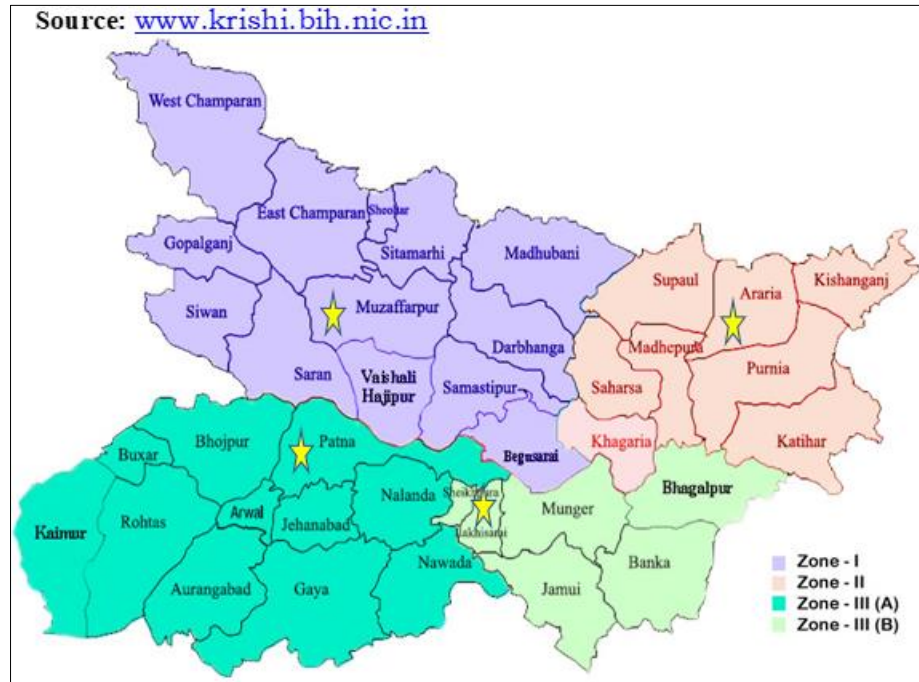 Source: www.krishi.bih.nic.in
West Champaran
East Champaran
Sheohar
Gopalganj
Sitamarhi
Madhubani
Supaul
Araria
Kishanganj
Siwan
Muzaffarpur
Darbhanga
Madhepura
Purnia
Saran
Vaishali
Hajipur
Samastipur
Saharsa
Bhojpur
Patna
Begusarai
Khagaria
Katihar
Buxar
Nalanda
Bhagalpur
Kaimur
Rohtas
Arwal
Jehanabad
Munger
Lakhisarai
Aurangabad
Gaya
Nawada
Jamui
Banka
Zone - I
Zone - II
Zone - III (A)
Zone - III (B)